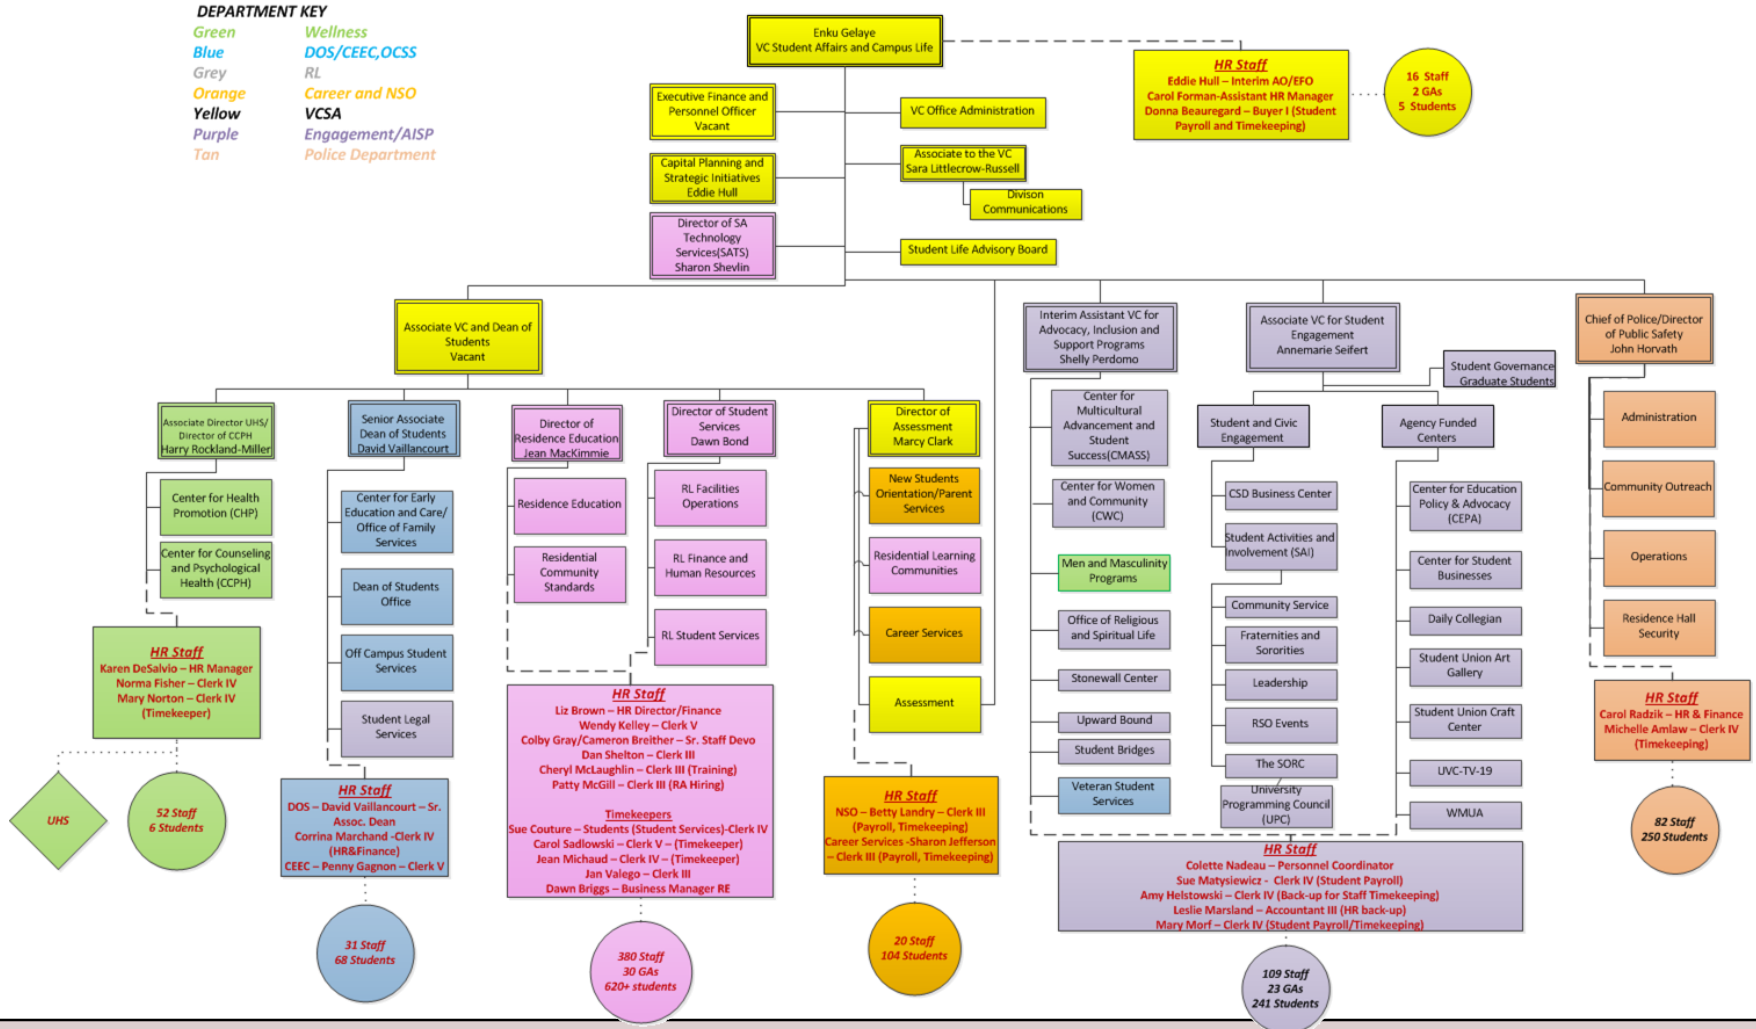 DEPARTMENT KEY
Green Wellness
Blue DOS/CEEC,OCSS
Grey RL
Orange Career and NSO
Yellow VCSA
Purple Engagement/AISP
Tan Police Department
Enku Gelaye
VC Student Affairs and Campus Life
HR Staff
Eddie Hull – Interim AO/EFO
Carol Forman-Assistant HR Manager
Donna Beauregard – Buyer I (Student
Payroll and Timekeeping)
16 Staff
2 GAs
5 Students
Executive Finance and
Personnel Officer
Vacant
VC Office Administration
Capital Planning and
Strategic Initiatives
Eddie Hull
Associate to the VC
Sara Littlecrow-Russell
Divison
Communications
Director of SA
Technology
Services(SATS)
Sharon Shevlin
Student Life Advisory Board
Associate VC and Dean of
Students
Vacant
Interim Assistant VC for
Advocacy, Inclusion and
Support Programs
Shelly Perdomo
Associate VC for Student
Engagement
Annemarie Seifert
Chief of Police/Director
of Public Safety
John Horvath
Student Governance
Graduate Students
Associate Director UHS/
Director of CCPH
Harry Rockland-Miller
Senior Associate
Dean of Students
David Vaillancourt
Director of
Residence Education
Jean MacKimmie
Director of Student
Services
Dawn Bond
Director of
Assessment
Marcy Clark
Center for Health
Promotion (CHP)
Center for Counseling
and Psychological
Health (CCPH)
HR Staff
Karen DeSalvio – HR Manager
Norma Fisher – Clerk IV
Mary Norton – Clerk IV
(Timekeeper)
UHS
52 Staff
6 Students
Center for Early
Education and Care/
Office of Family
Services
Dean of Students
Office
Off Campus Student
Services
Student Legal
Services
HR Staff
DOS – David Vaillancourt – Sr.
Assoc. Dean
Corrina Marchand -Clerk IV
(HR&Finance)
CEEC – Penny Gagnon – Clerk V
31 Staff
68 Students
Residence Education
Residential
Community
Standards
RL Facilities
Operations
RL Finance and
Human Resources
RL Student Services
HR Staff
Liz Brown – HR Director/Finance
Wendy Kelley – Clerk V
Colby Gray/Cameron Breither – Sr. Staff Devo
Dan Shelton – Clerk III
Cheryl McLaughlin – Clerk III (Training)
Patty McGill – Clerk III (RA Hiring)
Timekeepers
Sue Couture – Students (Student Services)-Clerk IV
Carol Sadlowski – Clerk V – (Timekeeper)
Jean Michaud – Clerk IV – (Timekeeper)
Jan Valego – Clerk III
Dawn Briggs – Business Manager RE
380 Staff
30 GAs
620+ students
New Students
Orientation/Parent
Services
Residential Learning
Communities
Career Services
Assessment
HR Staff
NSO – Betty Landry – Clerk III
(Payroll, Timekeeping)
Career Services -Sharon Jefferson
– Clerk III (Payroll, Timekeeping)
20 Staff
104 Students
Center for
Multicultural
Advancement and
Student
Success(CMASS)
Center for Women
and Community
(CWC)
Men and Masculinity
Programs
Office of Religious
and Spiritual Life
Stonewall Center
Upward Bound
Student Bridges
Veteran Student
Services
Student and Civic
Engagement
CSD Business Center
Student Activities and
Involvement (SAI)
Community Service
Fraternities and
Sororities
Leadership
RSO Events
The SORC
University
Programming Council
(UPC)
Agency Funded
Centers
Center for Education
Policy & Advocacy
(CEPA)
Center for Student
Businesses
Daily Collegian
Student Union Art
Gallery
Student Union Craft
Center
UVC-TV-19
WMUA
HR Staff
Colette Nadeau – Personnel Coordinator
Sue Matysiewicz - Clerk IV (Student Payroll)
Amy Helstowski – Clerk IV (Back-up for Staff Timekeeping)
Leslie Marsland – Accountant III (HR back-up)
Mary Morf – Clerk IV (Student Payroll/Timekeeping)
109 Staff
23 GAs
241 Students
Administration
Community Outreach
Operations
Residence Hall
Security
HR Staff
Carol Radzik – HR & Finance
Michelle Amlaw – Clerk IV
(Timekeeping)
82 Staff
250 Students